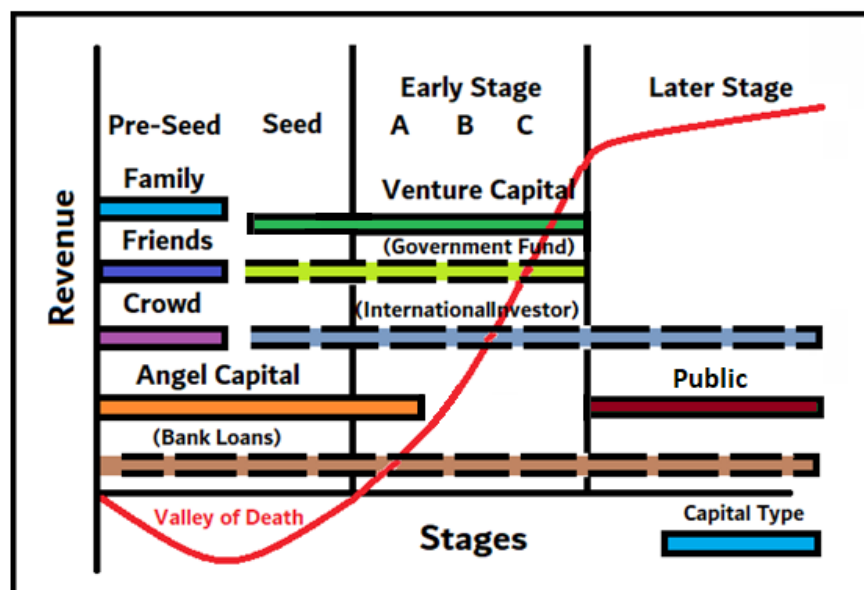 Early Stage
Later Stage
Pre-Seed
Seed
A B C
Family
Venture Capital
Friends
(Government Fund)
Crowd
(InternationalInvestor)
Angel Capital
Public
(Bank Loans)
Revenue
Valley of Death
Capital Type
Stages